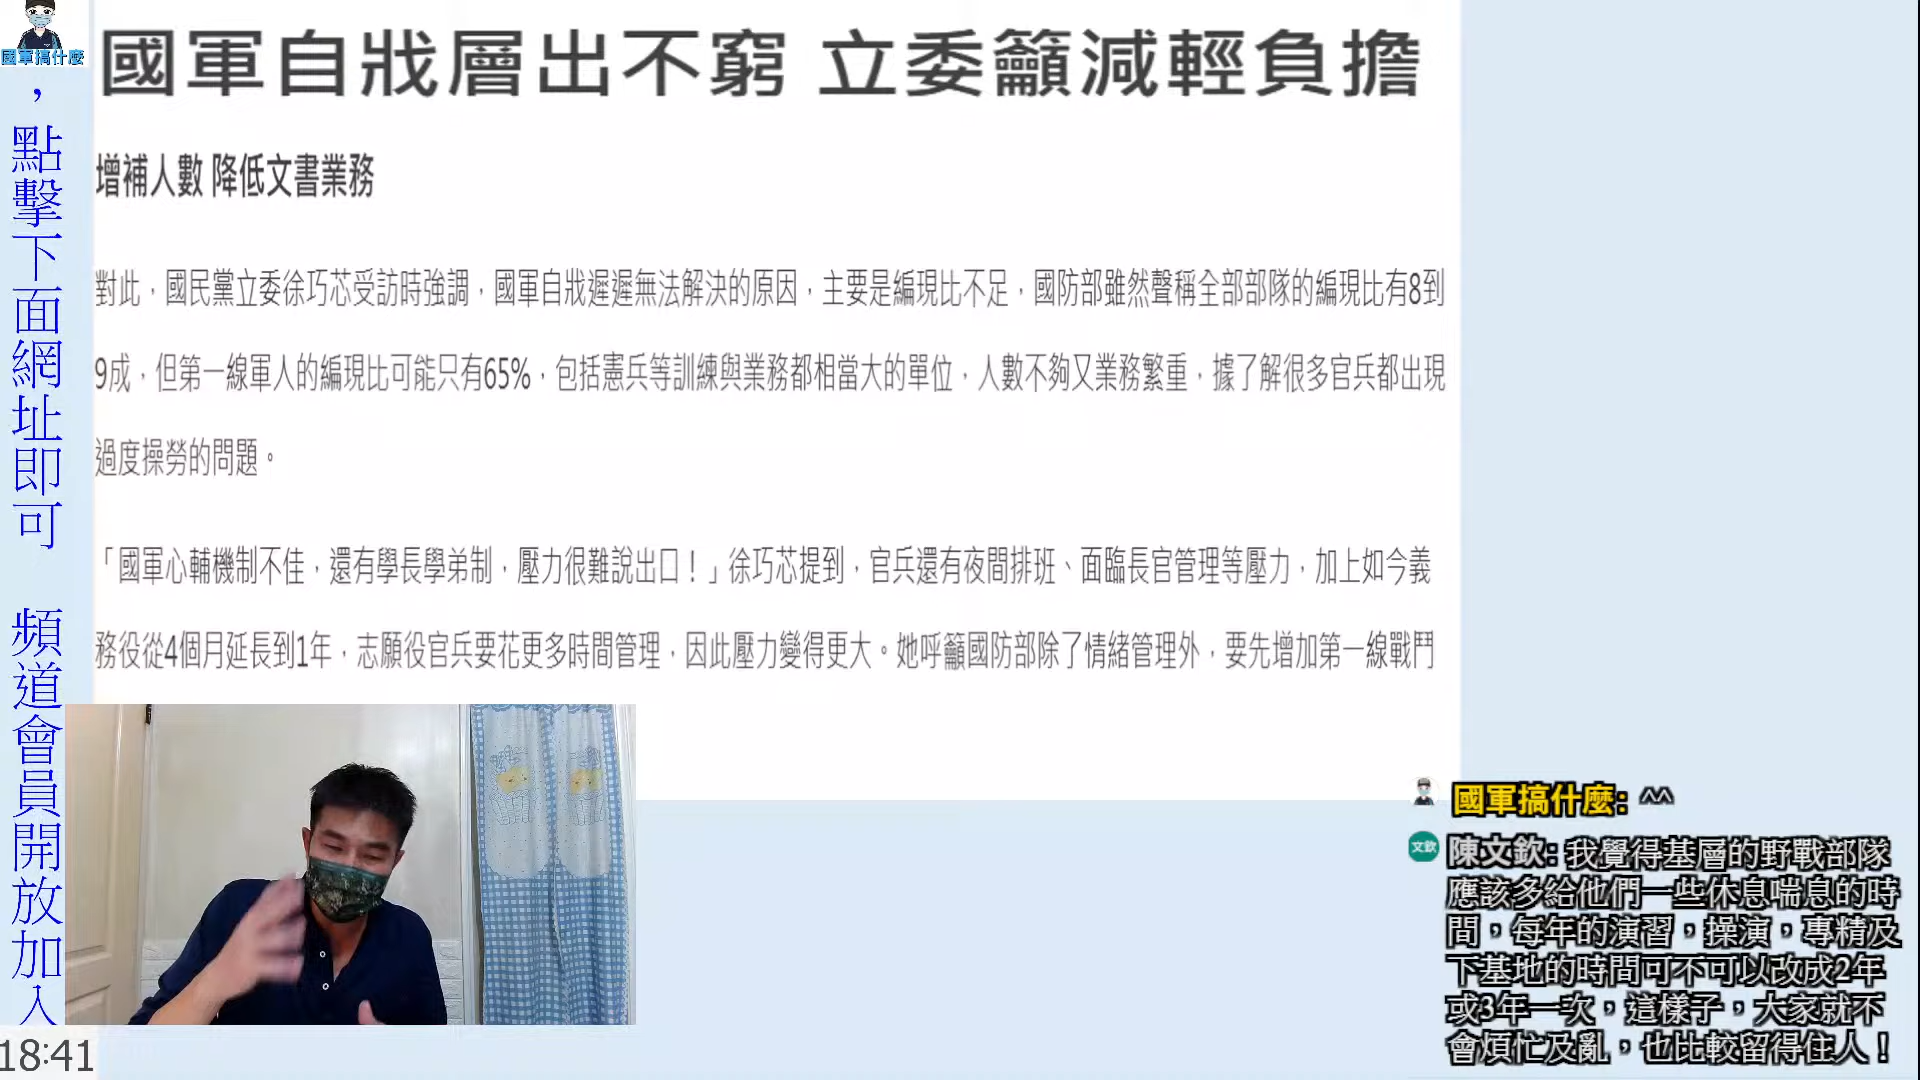 國軍搞什麼
國軍自戕層出不窮 立委籲減輕負擔
增補人數 降低文書業務
對此，國民黨立委徐巧芯受訪時強調，國軍自戕遲遲無法解決的原因，主要是編現比不足，國防部雖然聲稱全部部隊的編現比有8到
9成，但第一線軍人的編現比可能只有65%，包括憲兵等訓練與業務都相當大的單位，人數不夠又業務繁重，據了解很多官兵都出現
過度操勞的問題。
「國軍心輔機制不佳，還有學長學弟制，壓力很難說出口！」徐巧芯提到，官兵還有夜間排班、面臨長官管理等壓力，加上如今義
務役從4個月延長到1年，志願役官兵要花更多時間管理，因此壓力變得更大。她呼籲國防部除了情緒管理外，要先增加第一線戰鬥
，點擊下面網址即可 頻道會員開放加入
國軍搞什麼: ^^
文欽
陳文欽: 我覺得基層的野戰部隊
應該多給他們一些休息喘息的時
間，每年的演習，操演，專精及
下基地的時間可不可以改成2年
或3年一次，這樣子，大家就不
會煩忙及亂，也比較留得住人！
18:41